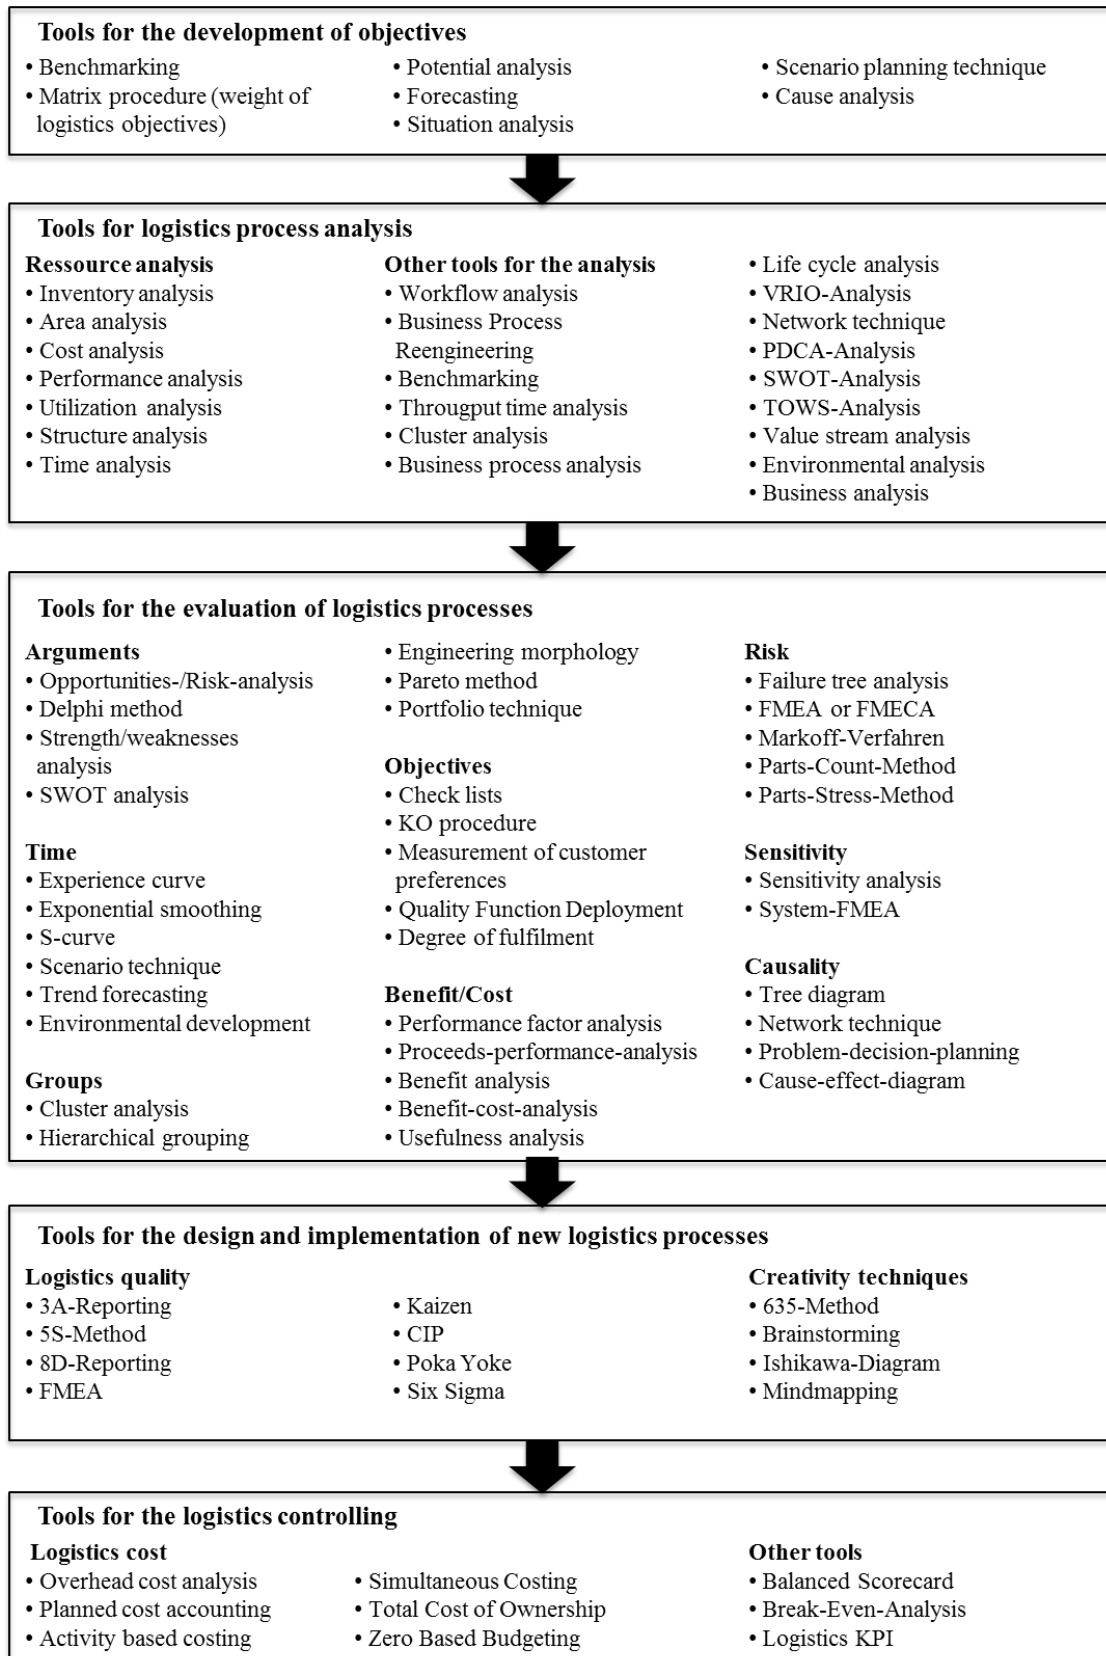 Tools for the development of objectives
• Benchmarking
• Matrix procedure (weight of
logistics objectives)
• Potential analysis
• Forecasting
• Situation analysis
• Scenario planning technique
• Cause analysis
Tools for logistics process analysis
Ressource analysis
• Inventory analysis
• Area analysis
• Cost analysis
• Performance analysis
• Utilization analysis
• Structure analysis
• Time analysis
Other tools for the analysis
• Workflow analysis
• Business Process
Reengineering
• Benchmarking
• Througput time analysis
• Cluster analysis
• Business process analysis
• Life cycle analysis
• VRIO-Analysis
• Network technique
• PDCA-Analysis
• SWOT-Analysis
• TOWS-Analysis
• Value stream analysis
• Environmental analysis
• Business analysis
Tools for the evaluation of logistics processes
Arguments
• Opportunities-/Risk-analysis
• Delphi method
• Strength/weaknesses
analysis
• SWOT analysis
Time
• Experience curve
• Exponential smoothing
• S-curve
• Scenario technique
• Trend forecasting
• Environmental development
Groups
• Cluster analysis
• Hierarchical grouping
• Engineering morphology
• Pareto method
• Portfolio technique
Objectives
• Check lists
• KO procedure
• Measurement of customer
preferences
• Quality Function Deployment
• Degree of fulfilment
Benefit/Cost
• Performance factor analysis
• Proceeds-performance-analysis
• Benefit analysis
• Benefit-cost-analysis
• Usefulness analysis
Risk
• Failure tree analysis
• FMEA or FMECA
• Markoff-Verfahren
• Parts-Count-Method
• Parts-Stress-Method
Sensitivity
• Sensitivity analysis
• System-FMEA
Causality
• Tree diagram
• Network technique
• Problem-decision-planning
• Cause-effect-diagram
Tools for the design and implementation of new logistics processes
Logistics quality
• 3A-Reporting
• 5S-Method
• 8D-Reporting
• FMEA
• Kaizen
• CIP
• Poka Yoke
• Six Sigma
Creativity techniques
• 635-Method
• Brainstorming
• Ishikawa-Diagram
• Mindmapping
Tools for the logistics controlling
Logistics cost
• Overhead cost analysis
• Planned cost accounting
• Activity based costing
• Simultaneous Costing
• Total Cost of Ownership
• Zero Based Budgeting
Other tools
• Balanced Scorecard
• Break-Even-Analysis
• Logistics KPI